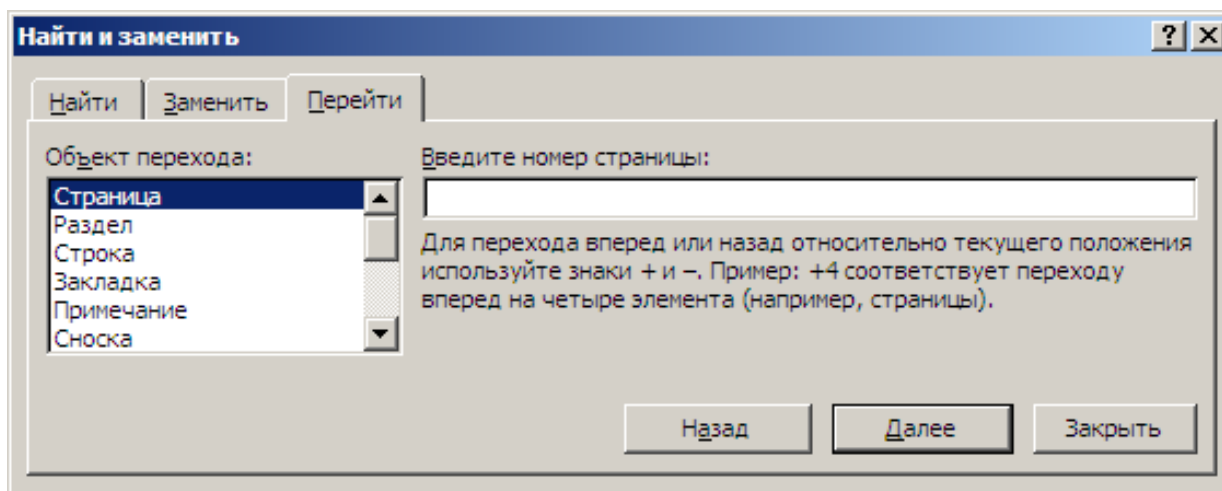 Найти и заменить
Найти
Заменить
Перейти
Объект перехода:
Страница
Раздел
Строка
Закладка
Примечание
Сноска
Введите номер страницы:
Для перехода вперед или назад относительно текущего положения
используйте знаки + и –. Пример: +4 соответствует переходу
вперед на четыре элемента (например, страницы).
Назад
Далее
Закрыть